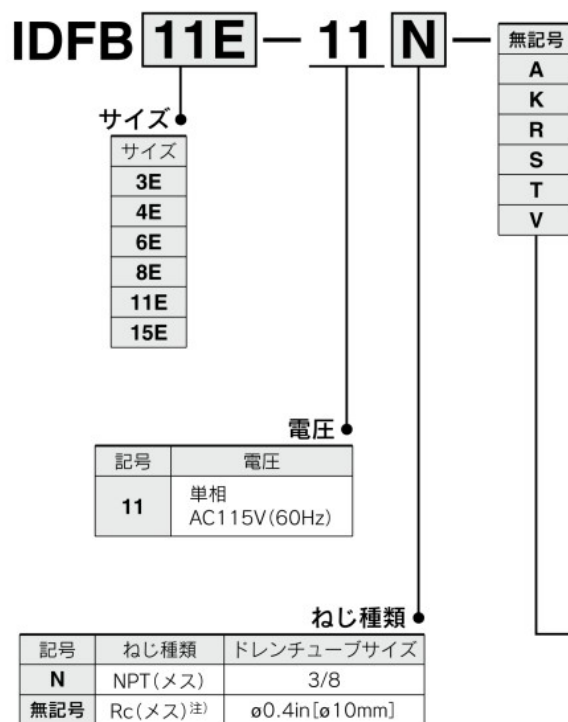 IDFB 11E ー 11 N ー
無記号
A
K
R
S
T
V
サイズ
サイズ
3E
4E
6E
8E
11E
15E
電圧
記号 電圧
11 単相
AC115V(60Hz)
ねじ種類
記号 ねじ種類 ドレンチューブサイズ
N NPT(メス) 3/8
無記号 Rc(メス)注) ø0.4in[ø10mm]